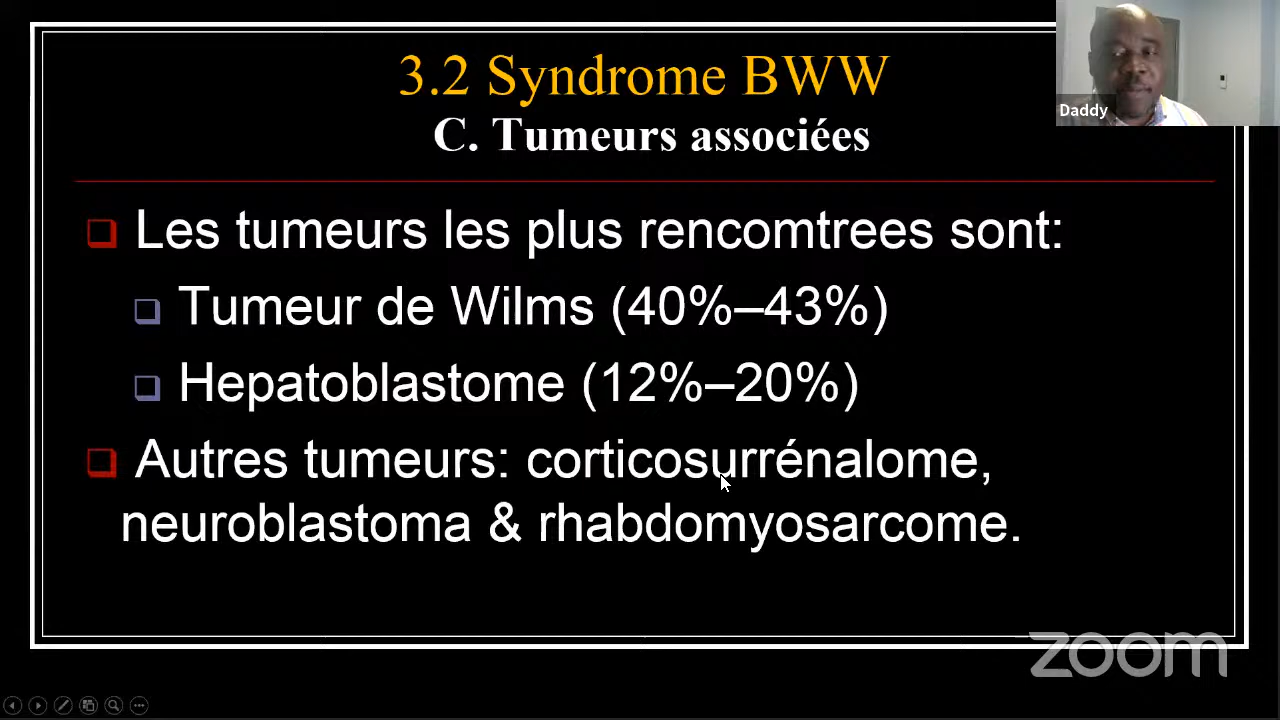 3.2 Syndrome BWW
C. Tumeurs associées
Daddy
Les tumeurs les plus rencomtrees sont:
Tumeur de Wilms (40%–43%)
Hepatoblastome (12%–20%)
Autres tumeurs: corticosurrénalome,
neuroblastoma & rhabdomyosarcome.
zoom